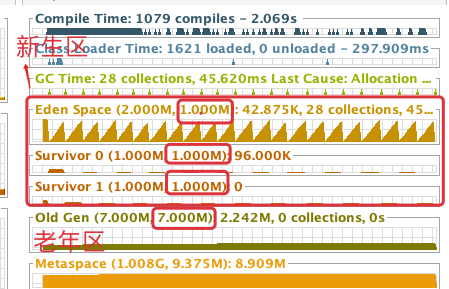 Compile Time: 1079 compiles - 2.069s
新生区
Class Loader Time: 1621 loaded, 0 unloaded - 297.909ms
GC Time: 28 collections, 45.620ms Last Cause: Allocation ...
Eden Space (2.000M, 1.000M): 42.875K, 28 collections, 45...
Survivor 0 (1.000M, 1.000M): 96.000K
Survivor 1 (1.000M, 1.000M): 0
Old Gen (7.000M, 7.000M): 2.242M, 0 collections, 0s
老年区
Metaspace (1.008G, 9.375M): 8.909M